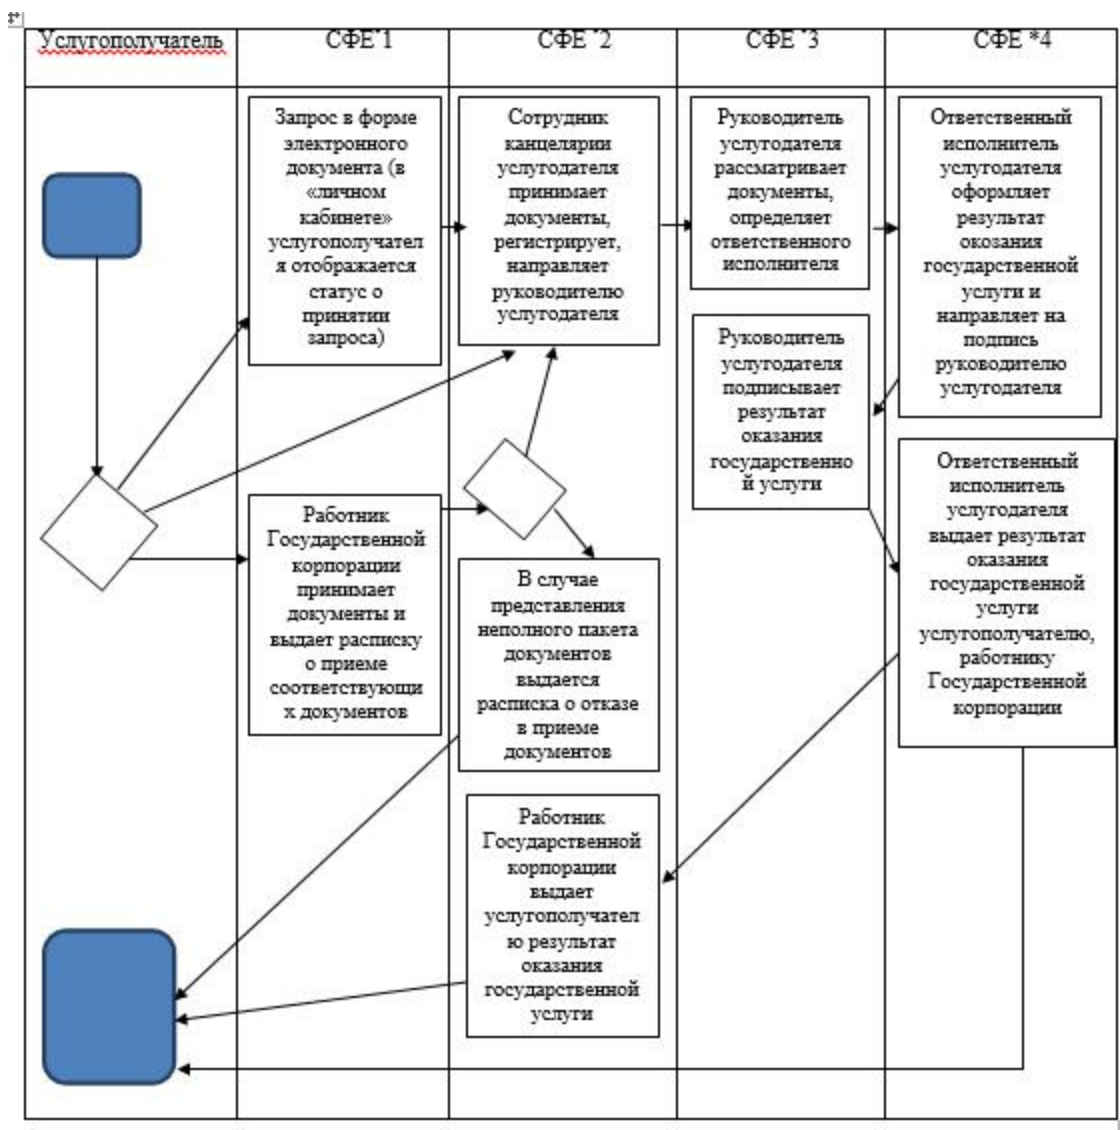 Услугополучатель
СФЕ*1
СФЕ *2
СФЕ *3
СФЕ *4
Запрос в форме
электронного
документа (в
«личном
кабинете»
услугополучател
я отображается
статус о
принятии
запроса)
Работник
Государственной
корпорации
принимает
документы и
выдает расписку
о приеме
соответствующи
х документов
Сотрудник
канцелярии
услугодателя
принимает
документы,
регистрирует,
направляет
руководителю
услугодателя
В случае
представления
неполного пакета
документов
выдается
расписка о отказе
в приеме
документов
Работник
Государственной
корпорации
выдает
услугополучател
ю результат
оказания
государственной
услуги
Руководитель
услугодателя
рассматривает
документы,
определяет
ответственного
исполнителя
Руководитель
услугодателя
подписывает
результат
оказания
государственно
й услуги
Ответственный
исполнитель
услугодателя
оформляет
результат
окозания
государственной
услуги и
направляет на
подпись
руководителю
услугодателя
Ответственный
исполнитель
услугодателя
выдает результат
оказания
государственной
услуги
услугополучателю,
работнику
Государственной
корпорации